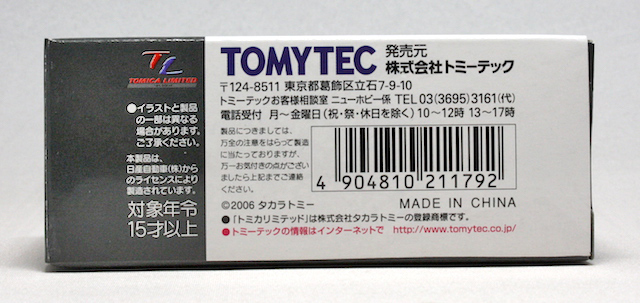 TL
TOMICA LIMITED
●イラストと製品
の一部は異なる
場合があります。
ご了承ください。
本製品は、
日産自動車(株)から
のライセンスにより
製造されています。
対象年令
15才以上
TOMYTEC 発売元
株式会社トミーテック
〒124-8511 東京都葛飾区立石7-9-10
トミーテックお客様相談室 ニューホビー係 TEL 03(3695)3161(代)
電話受付 月〜金曜日(祝・祭・休日を除く)10〜12時 13〜17時
製品につきましては、
万全の注意をはらって製造
に当たっておりますが、
万一お気付きの点がござい
ましたら上記までご連絡
ください。
4 904810 211792
©2006 タカラトミー
MADE IN CHINA
●「トミカリミテッド」は株式会社タカラトミーの登録商標です。
●トミーテックの情報はインターネットで http://www.tomytec.co.jp/